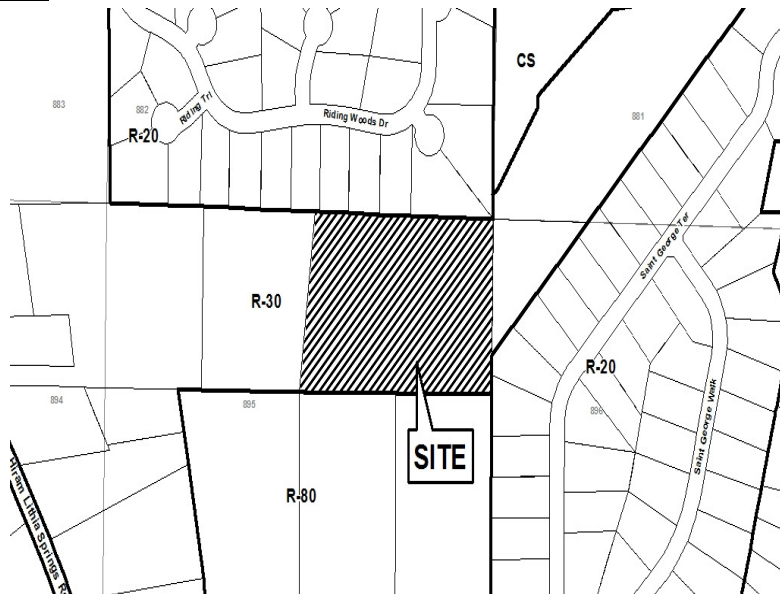 CS
883
882
Riding Trl
Riding Woods Dr
881
R-20
Saint George Ter
R-30
R-20
894
895
896
Saint George Walk
SITE
R-80
Hiram Lithia Springs R